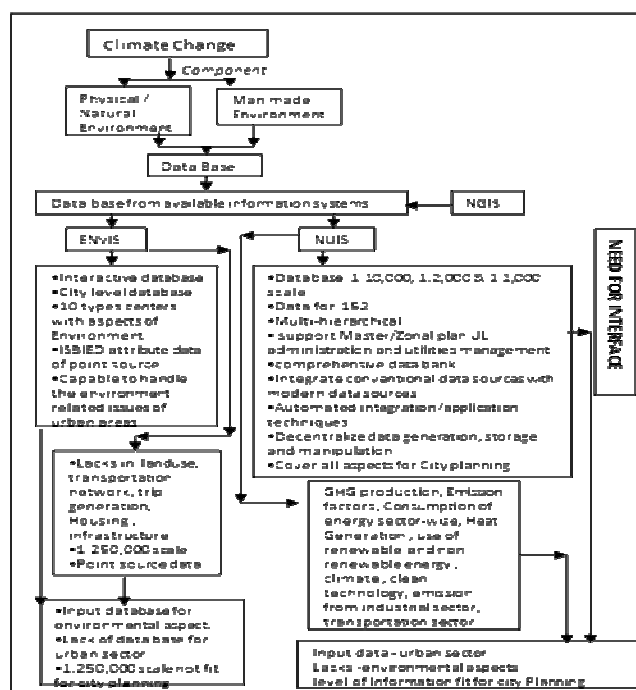 Climate Change
Component
Physical /
Natural
Environment
Man made
Environment
Data Base
Data base from available information systems
NGIS
ENVIS
NUIS
•Interactive database
•City level database
•10 types centers
with aspects of
Environment
attribute data
of point source
•Capable to handle
the environment
related issues of
urban areas
•Database 1 10,000, 1.2,000 & 1 1,000
scale
•Data for 152
•Multi-hierarchical
•support Master/Zonal plan
administration and utilities management
•comprehensive data bank
•Integrate conventional data sources with
modern data sources
•Automated integration/application
techniques
•Decentralize data generation, storage
and manipulation
•Cover all aspects for City planning
NEED FOR INTERFACE
•Lacks in landuse,
transportation
network, trip
generation,
Housing,
infrastructure
•1 250,000 scale
•Point source data
GHG production, Emission
factors, Consumption of
energy sector-wise, Heat
Generation, use of
renewable and non
renewable energy,
climate, clean
technology, emission
from industrial sector,
transportation sector
•Input database for
environmental aspect.
•Lack of database for
urban sector
•1.250,000 scale not fit
for city planning
Input data - urban sector
Lacks -environmental aspects
level of information fit for city Planning